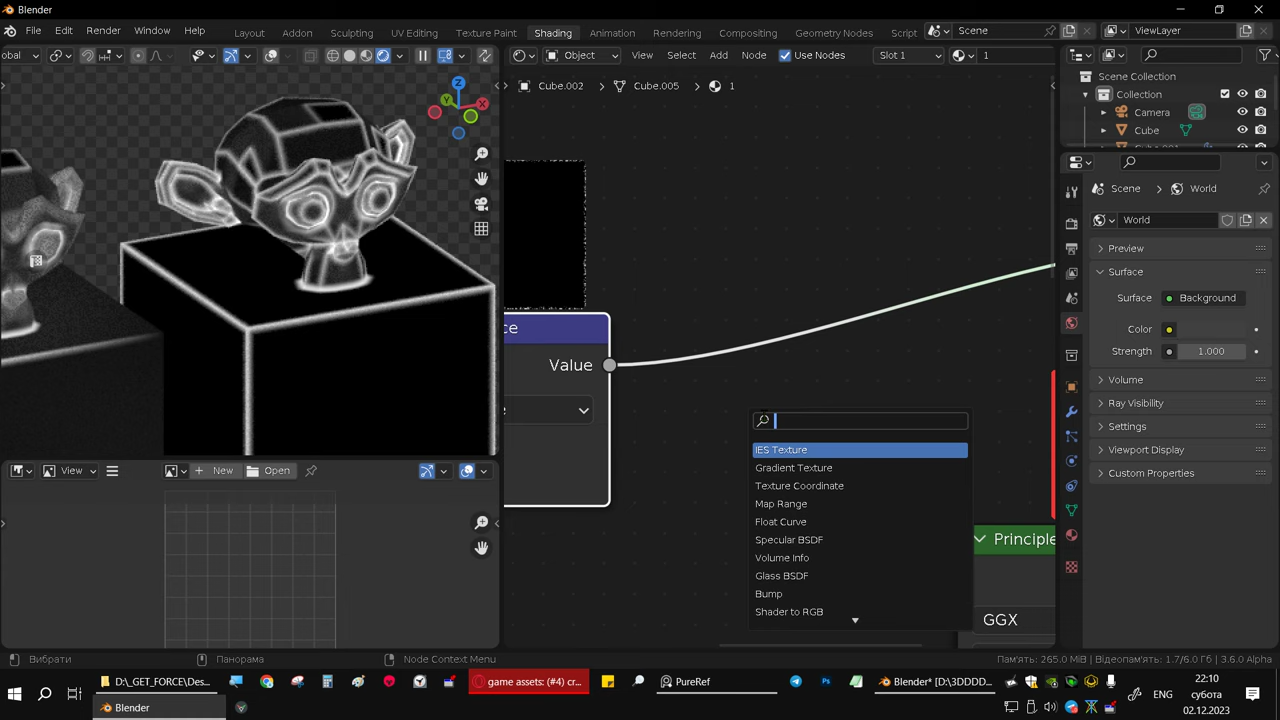 Blender
File Edit Render Window Help Layout Addon Sculpting UV Editing Texture Paint Shading Animation Rendering Compositing Geometry Nodes Script Scene ViewLayer
obal Object View Select Add Node Use Nodes Slot 1 1
Cube.002 > Cube.005 > 1
Scene Collection
Collection
Camera
Cube
Scene > World
World
Preview
Surface
Surface Background
Color
Strength 1.000
Volume
Ray Visibility
Settings
Viewport Display
Custom Properties
Z
Y
X
ce
Value
e
IES Texture
Gradient Texture
Texture Coordinate
Map Range
Float Curve
Specular BSDF
Volume Info
Glass BSDF
Bump
Shader to RGB
Principle
GGX
View New Open
Вибрати Панорама Node Context Menu Пам'ять: 265.0 MiB | Відеопам'ять: 1.7/6.0 Гб | 3.6.0 Alpha
D:\_GET_FORCE\Des... game assets: (#4) cr... PureRef Blender* [D:\3DDDD...
Blender
ENG
22:10
субота
02.12.2023